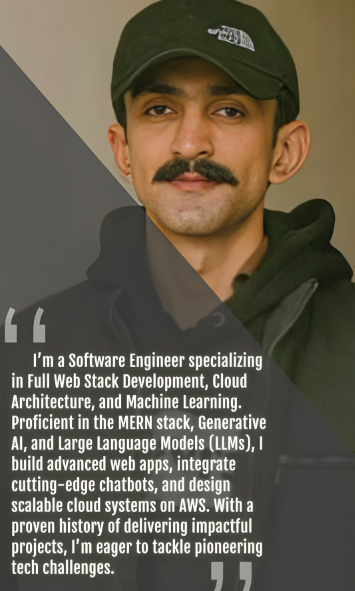 “
I’m a Software Engineer specializing
in Full Web Stack Development, Cloud
Architecture, and Machine Learning.
Proficient in the MERN stack, Generative
AI, and Large Language Models (LLMs), I
build advanced web apps, integrate
cutting-edge chatbots, and design
scalable cloud systems on AWS. With a
proven history of delivering impactful
projects, I’m eager to tackle pioneering
tech challenges.
”